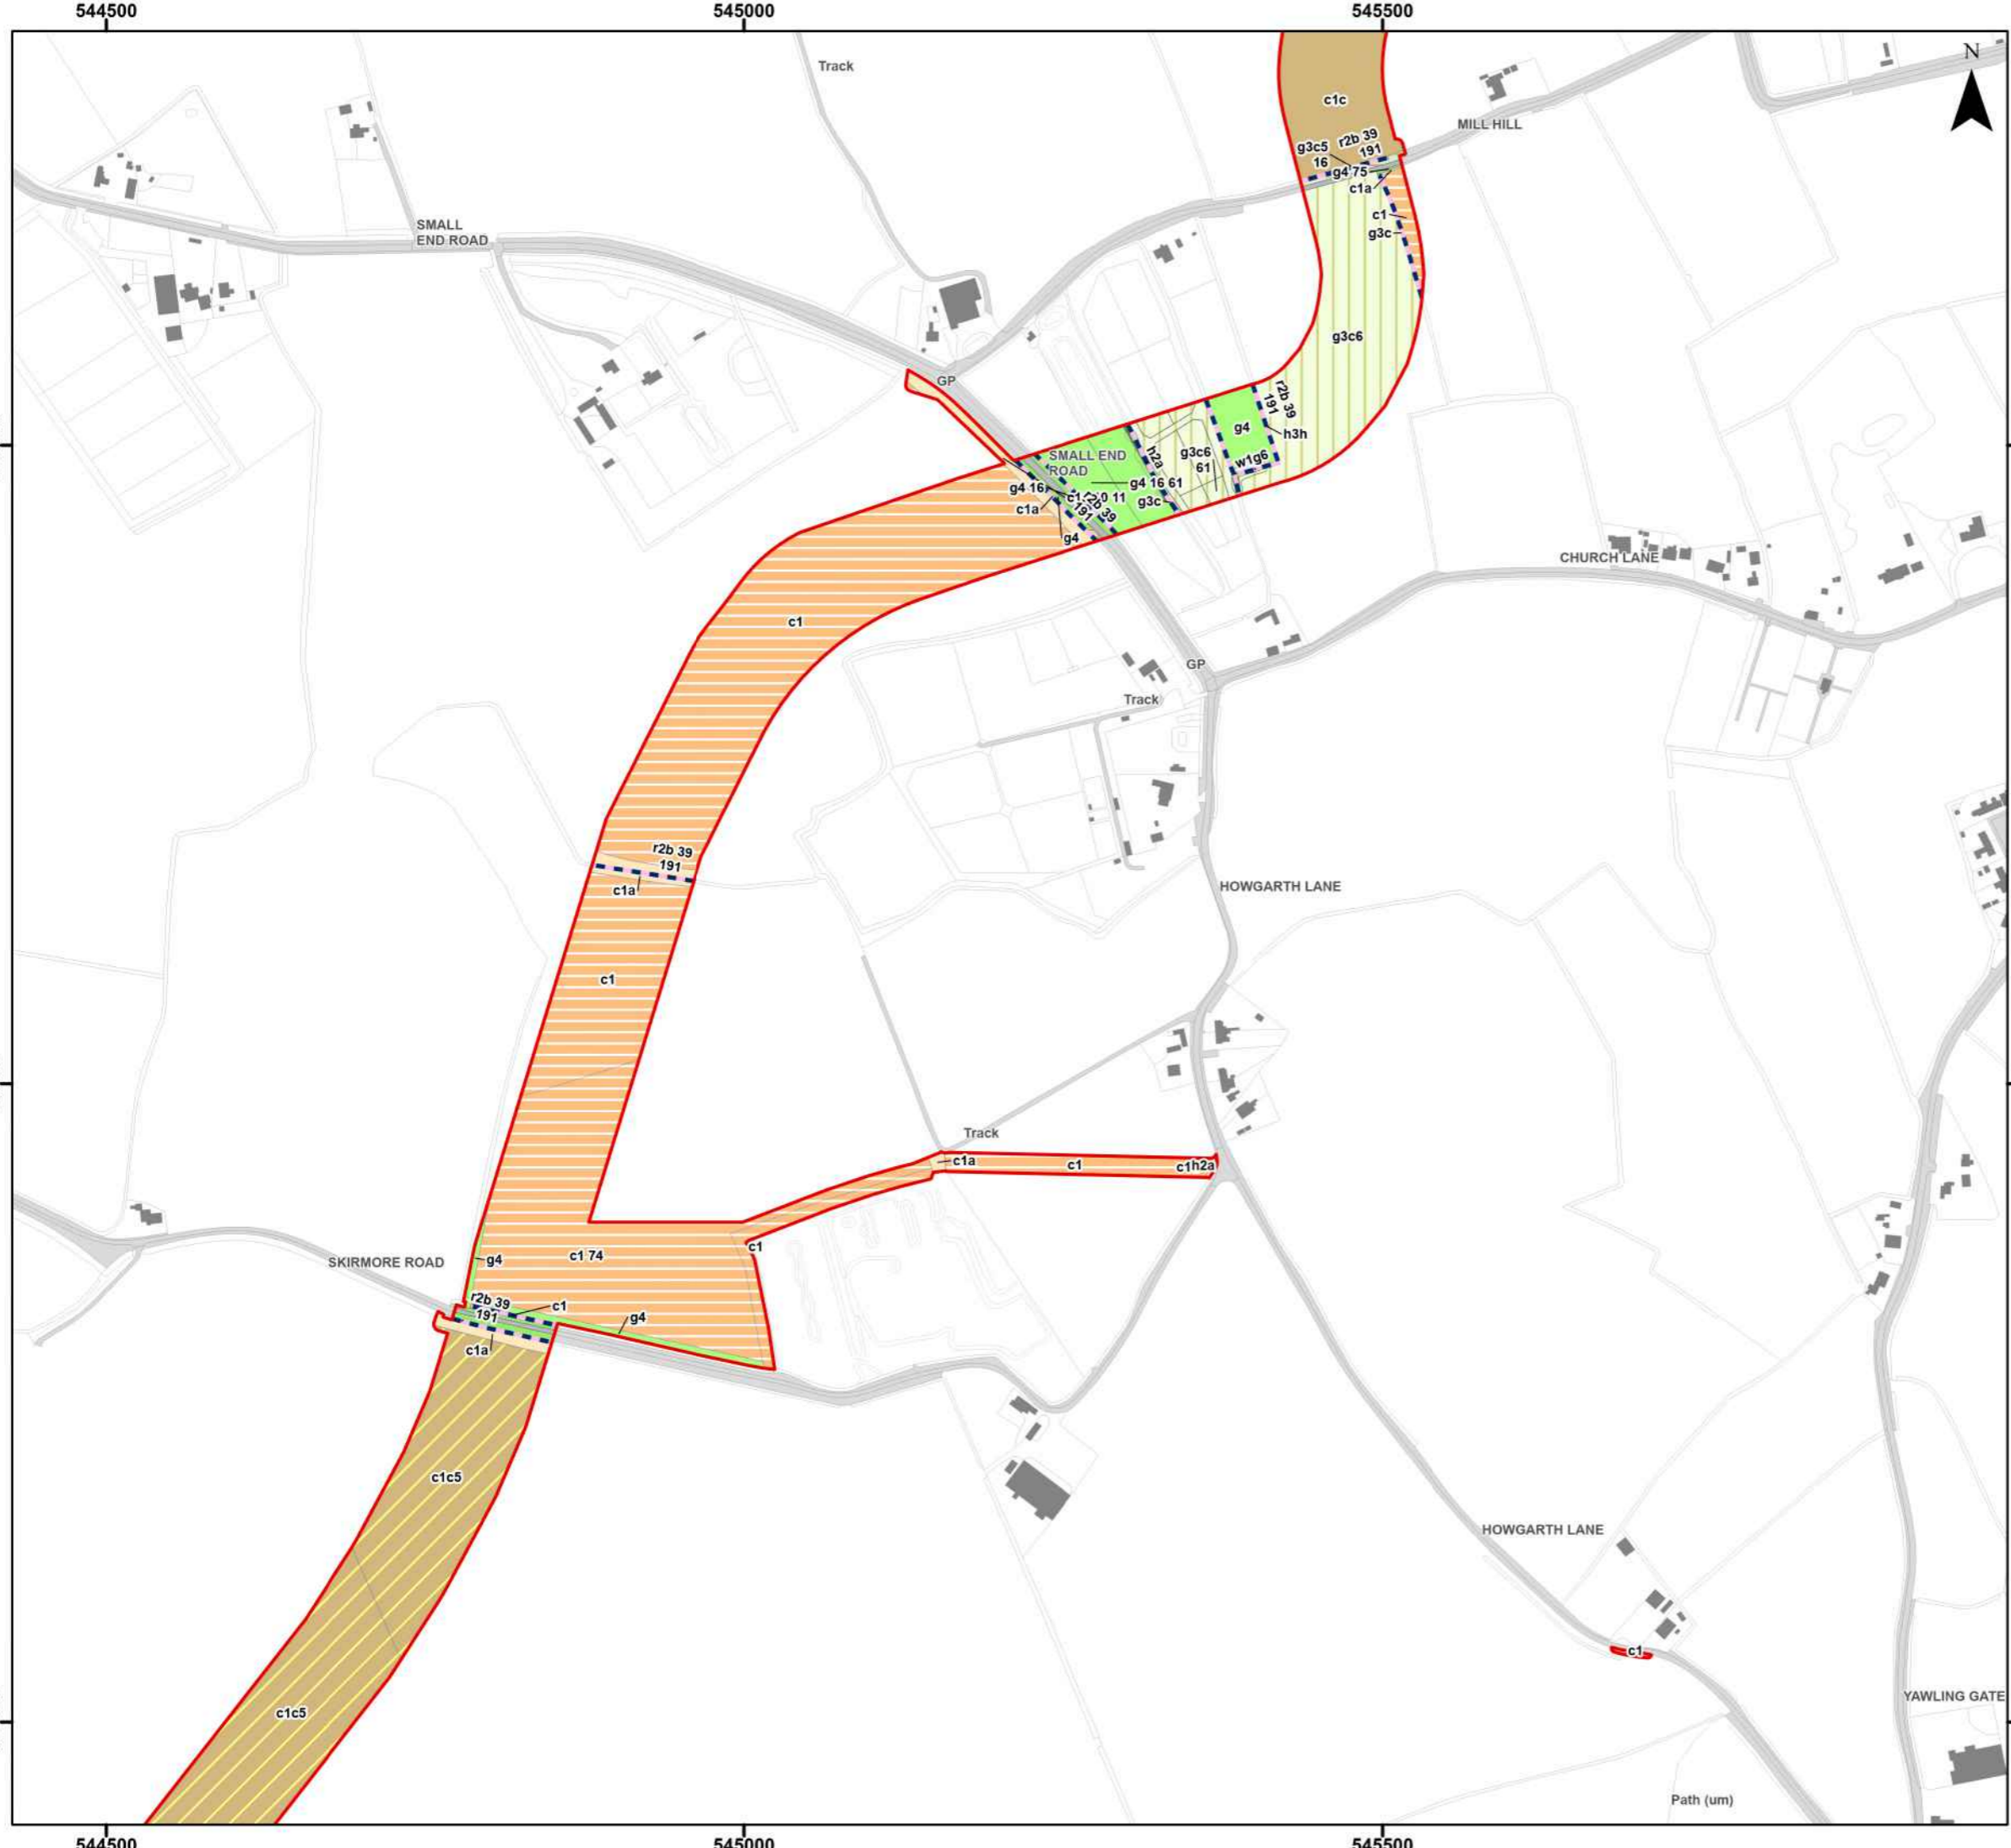 544500
545000
545500
N
Track
c1c
MILL HILL
r2b 39
191
g3c5
16
g4 75
c1a
c1
g3c
SMALL
END ROAD
g3c6
GP
r2b 39
191
g4
h3h
SMALL END
ROAD
h2a
g3c6
61
w1g6
g4 16 61
g4 16
g3c
c1a
r2b 39
191
g4
CHURCH LANE
c1
GP
Track
r2b 39
191
c1a
HOWGARTH LANE
c1
Track
c1a
c1
c1
h2a
c1
c1 74
g4
SKIRMORE ROAD
r2b 39
191
c1
g4
c1a
c1c5
HOWGARTH LANE
c1
YAWLING GATE
c1c5
Path (um)
544500
545000
545500